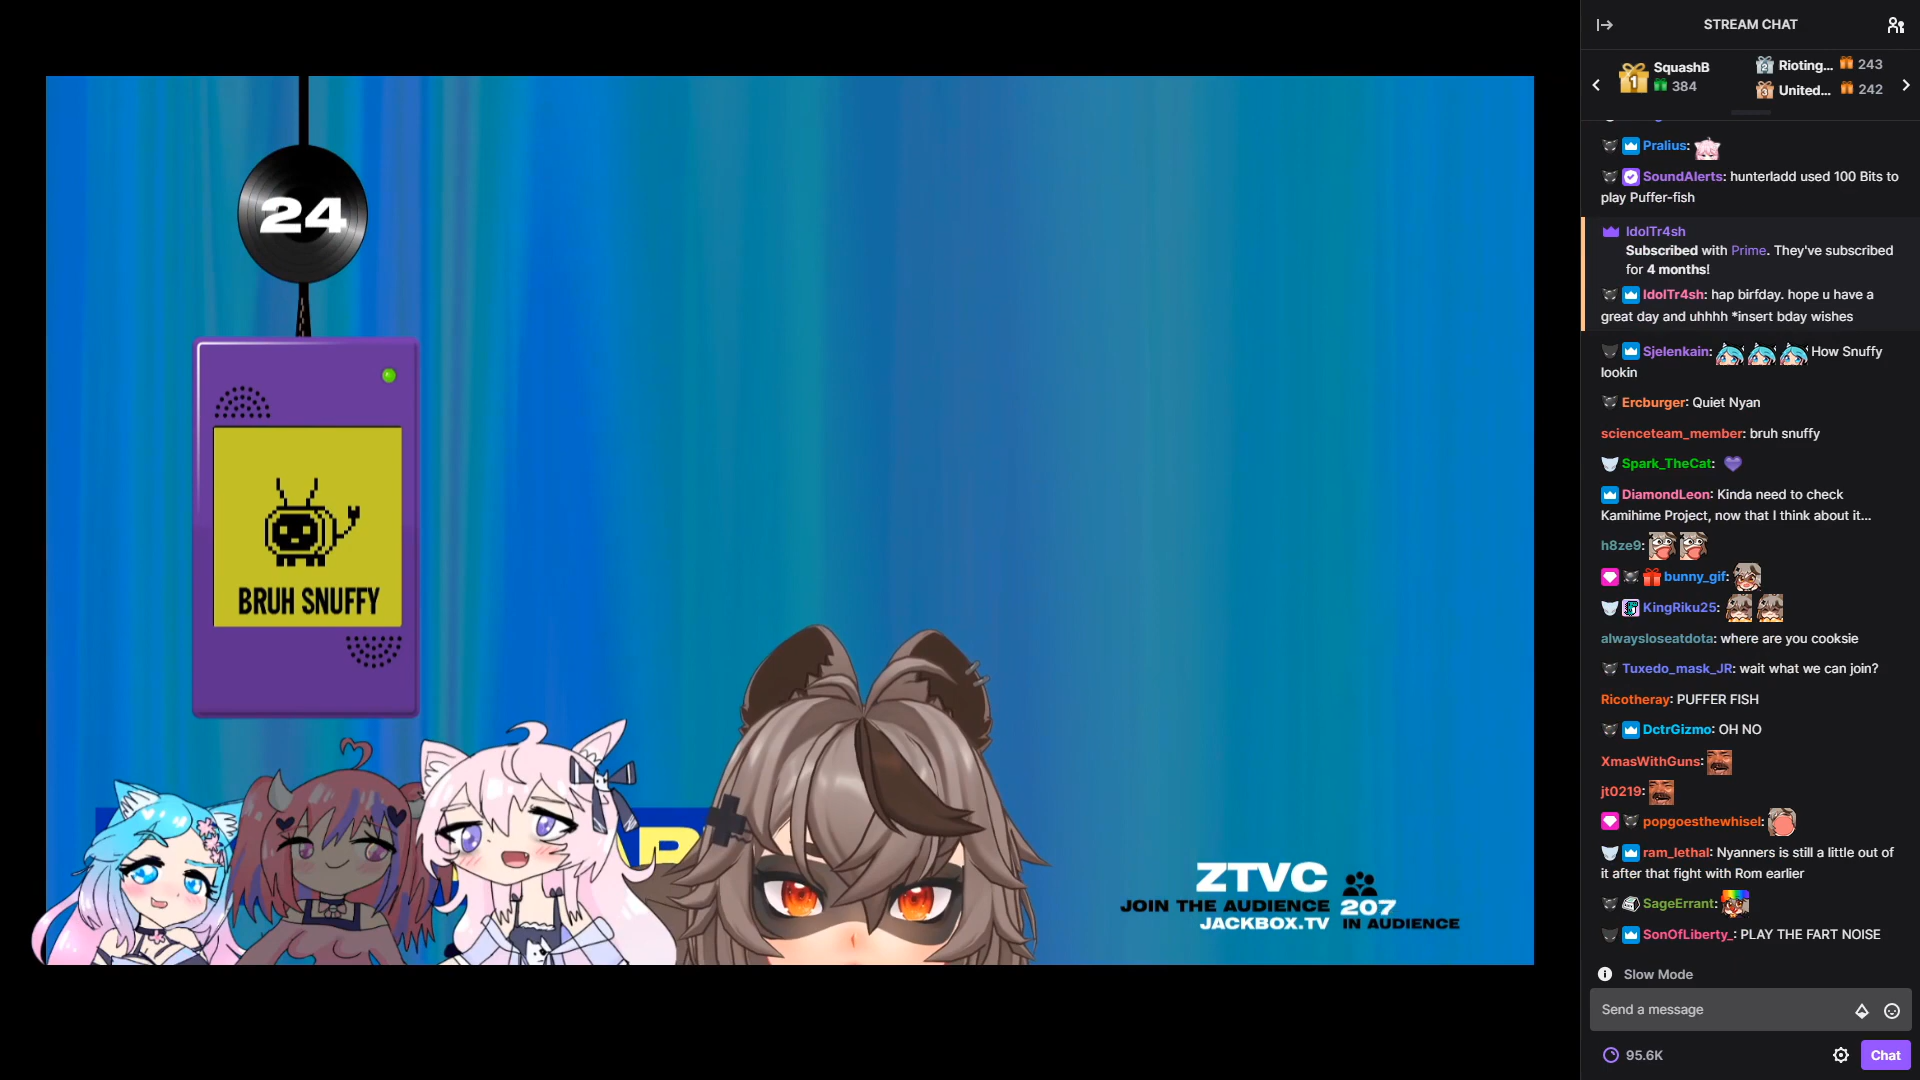 24
BRUH SNUFFY
ZTVC
JOIN THE AUDIENCE
JACKBOX.TV
207
IN AUDIENCE
STREAM CHAT
1
SquashB
384
2
Rioting...
243
3
United...
242
Pralius:
SoundAlerts: hunterladd used 100 Bits to
play Puffer-fish
IdolTr4sh
Subscribed with Prime. They've subscribed
for 4 months!
IdolTr4sh: hap birfday. hope u have a
great day and uhhhh *insert bday wishes
Sjelenkain: How Snuffy
lookin
Ercburger: Quiet Nyan
scienceteam_member: bruh snuffy
Spark_TheCat:
DiamondLeon: Kinda need to check
Kamihime Project, now that I think about it...
h8ze9:
bunny_gif:
KingRiku25:
alwaysloseatdota: where are you cooksie
Tuxedo_mask_JR: wait what we can join?
Ricotheray: PUFFER FISH
DctrGizmo: OH NO
XmasWithGuns:
jt0219:
popgoesthewhisel:
ram_lethal: Nyanners is still a little out of
it after that fight with Rom earlier
SageErrant:
SonOfLiberty_: PLAY THE FART NOISE
Slow Mode
Send a message
95.6K
Chat